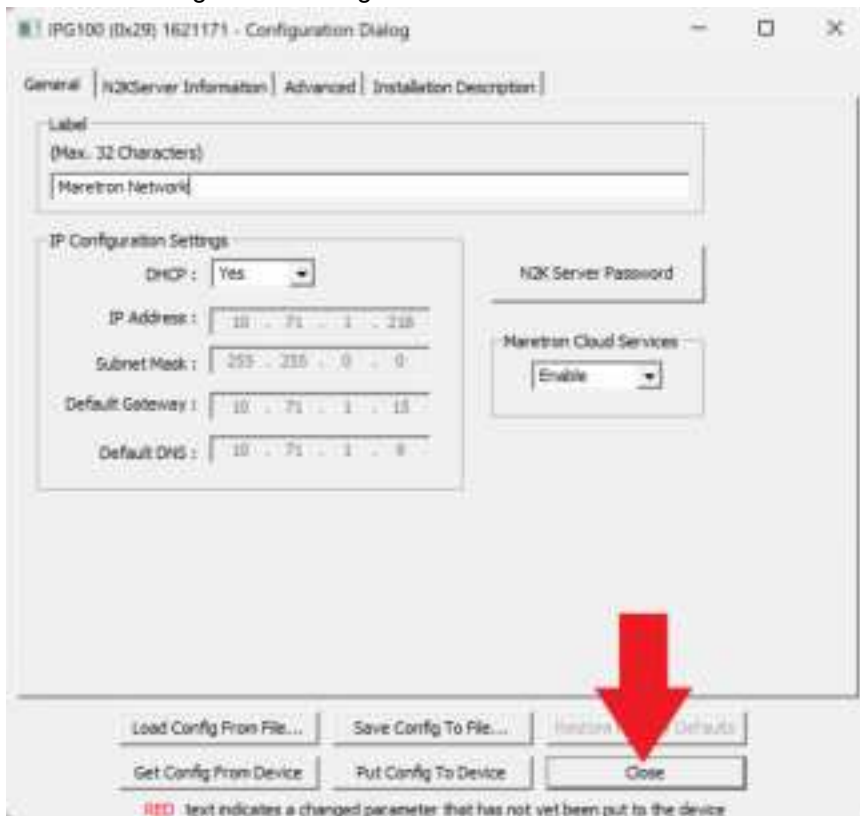 IPG100 (0x29) 1621171 - Configuration Dialog
General N2KServer Information Advanced Installation Description
Label
(Max. 32 Characters)
Maretron Network
IP Configuration Settings
DHCP : Yes
N2K Server Password
IP Address : 10 . 71 . 1 . 218
Maretron Cloud Services
Subnet Mask : 255 . 255 . 0 . 0
Enable
Default Gateway : 10 . 71 . 1 .
Default DNS : 10 . 71 . 1 .
Load Config From File... Save Config To File... Defaults
Get Config From Device Put Config To Device Close
RED text indicates a changed parameter that has not yet been put to the device